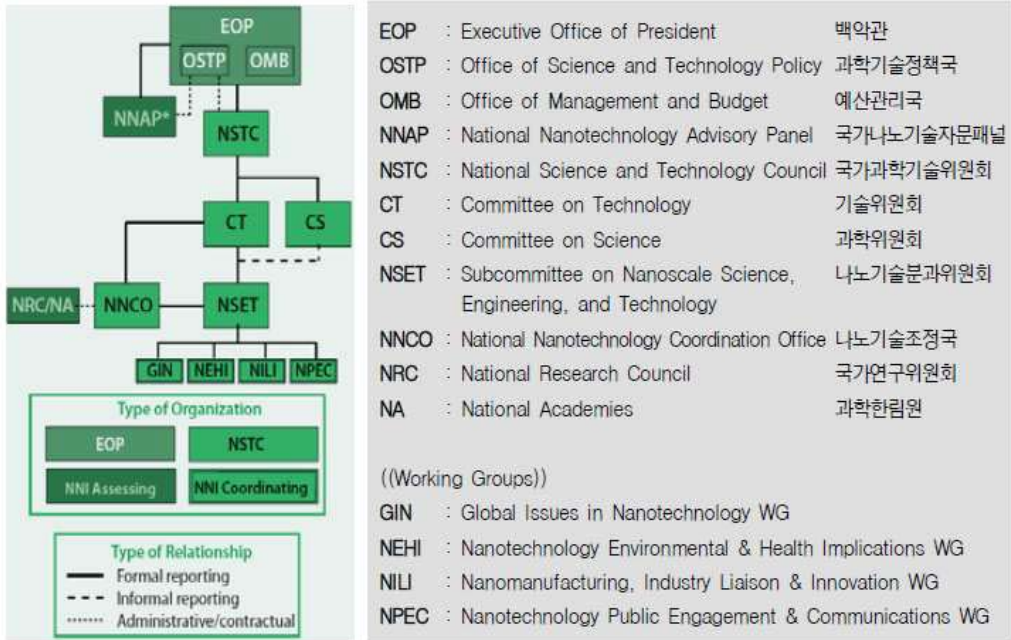 EOP
OSTP OMB
NNAP*
NSTC
CT CS
NRC/NA NNCO NSET
GIN NEHI NILI NPEC
Type of Organization
EOP NSTC
NNI Assessing NNI Coordinating
Type of Relationship
Formal reporting
Informal reporting
Administrative/contractual
EOP : Executive Office of President 백악관
OSTP : Office of Science and Technology Policy 과학기술정책국
OMB : Office of Management and Budget 예산관리국
NNAP : National Nanotechnology Advisory Panel 국가나노기술자문패널
NSTC : National Science and Technology Council 국가과학기술위원회
CT : Committee on Technology 기술위원회
CS : Committee on Science 과학위원회
NSET : Subcommittee on Nanoscale Science, 나노기술분과위원회
Engineering, and Technology
NNCO : National Nanotechnology Coordination Office 나노기술조정국
NRC : National Research Council 국가연구위원회
NA : National Academies 과학한림원
((Working Groups))
GIN : Global Issues in Nanotechnology WG
NEHI : Nanotechnology Environmental & Health Implications WG
NILI : Nanomanufacturing, Industry Liaison & Innovation WG
NPEC : Nanotechnology Public Engagement & Communications WG